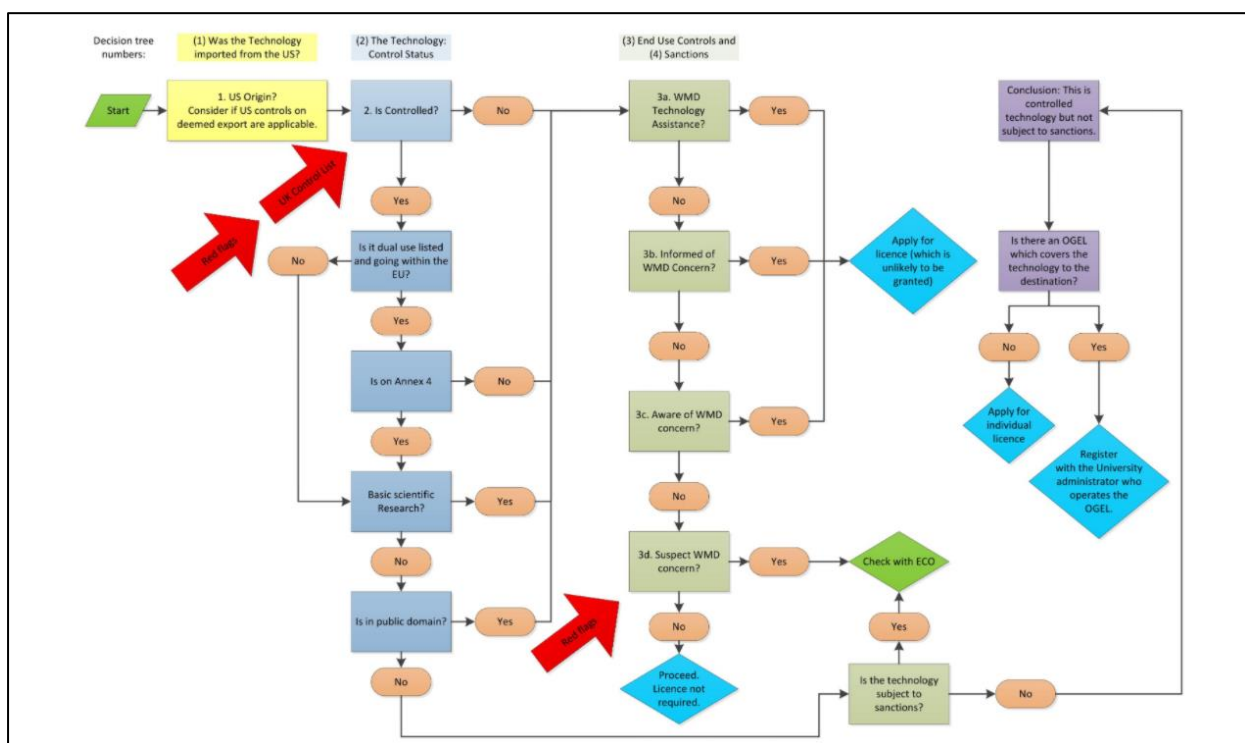 Decision tree
numbers:
(1) Was the Technology
imported from the US?
(2) The Technology:
Control Status
(3) End Use Controls and
(4) Sanctions
Start
1. US Origin?
Consider if US controls on
deemed export are applicable.
2. Is Controlled?
No
3a. WMD
Technology
Assistance?
Yes
Conclusion: This is
controlled
technology but not
subject to sanctions.
UK Control List
Red flags
Yes
No
No
Is it dual use listed
and going within the
EU?
3b. Informed of
WMD Concern?
Yes
Apply for
licence (which is
unlikely to be
granted)
Is there an OGEL
which covers the
technology to the
destination?
Yes
No
No
Yes
Is on Annex 4
No
3c. Aware of WMD
concern?
Yes
Apply for
individual
licence
Register
with the University
administrator who
operates the
OGEL.
Yes
Basic scientific
Research?
Yes
No
No
3d. Suspect WMD
concern?
Yes
Check with ECO
Is in public domain?
Yes
Red flags
No
Yes
No
Proceed.
Licence not
required.
Is the technology
subject to
sanctions?
No